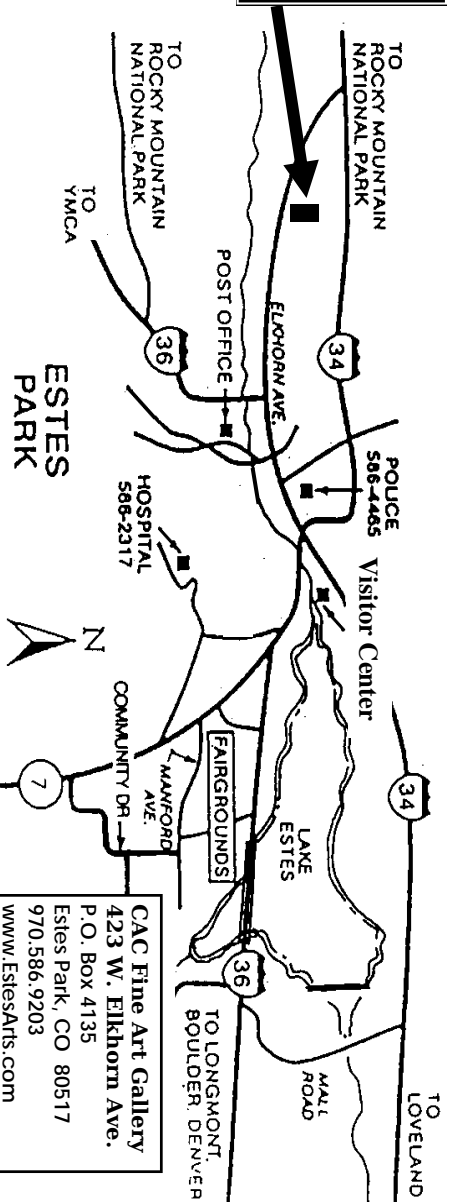 TO
ROCKY MOUNTAIN
NATIONAL PARK
34
POLICE
586-4465
Visitor Center
34
TO
LOVELAND
ELKHORN AVE.
POST OFFICE
TO
ROCKY MOUNTAIN
NATIONAL PARK
TO
YMCA
36
ESTES
PARK
HOSPITAL
586-2317
N
LAKE
ESTES
FAIRGROUNDS
MANFORD
AVE.
COMMUNITY DR
7
36
MALL
ROAD
TO LONGMONT,
BOULDER, DENVER
CAC Fine Art Gallery
423 W. Elkhorn Ave.
P.O. Box 4135
Estes Park, CO 80517
970.586.9203
www.EstesArts.com